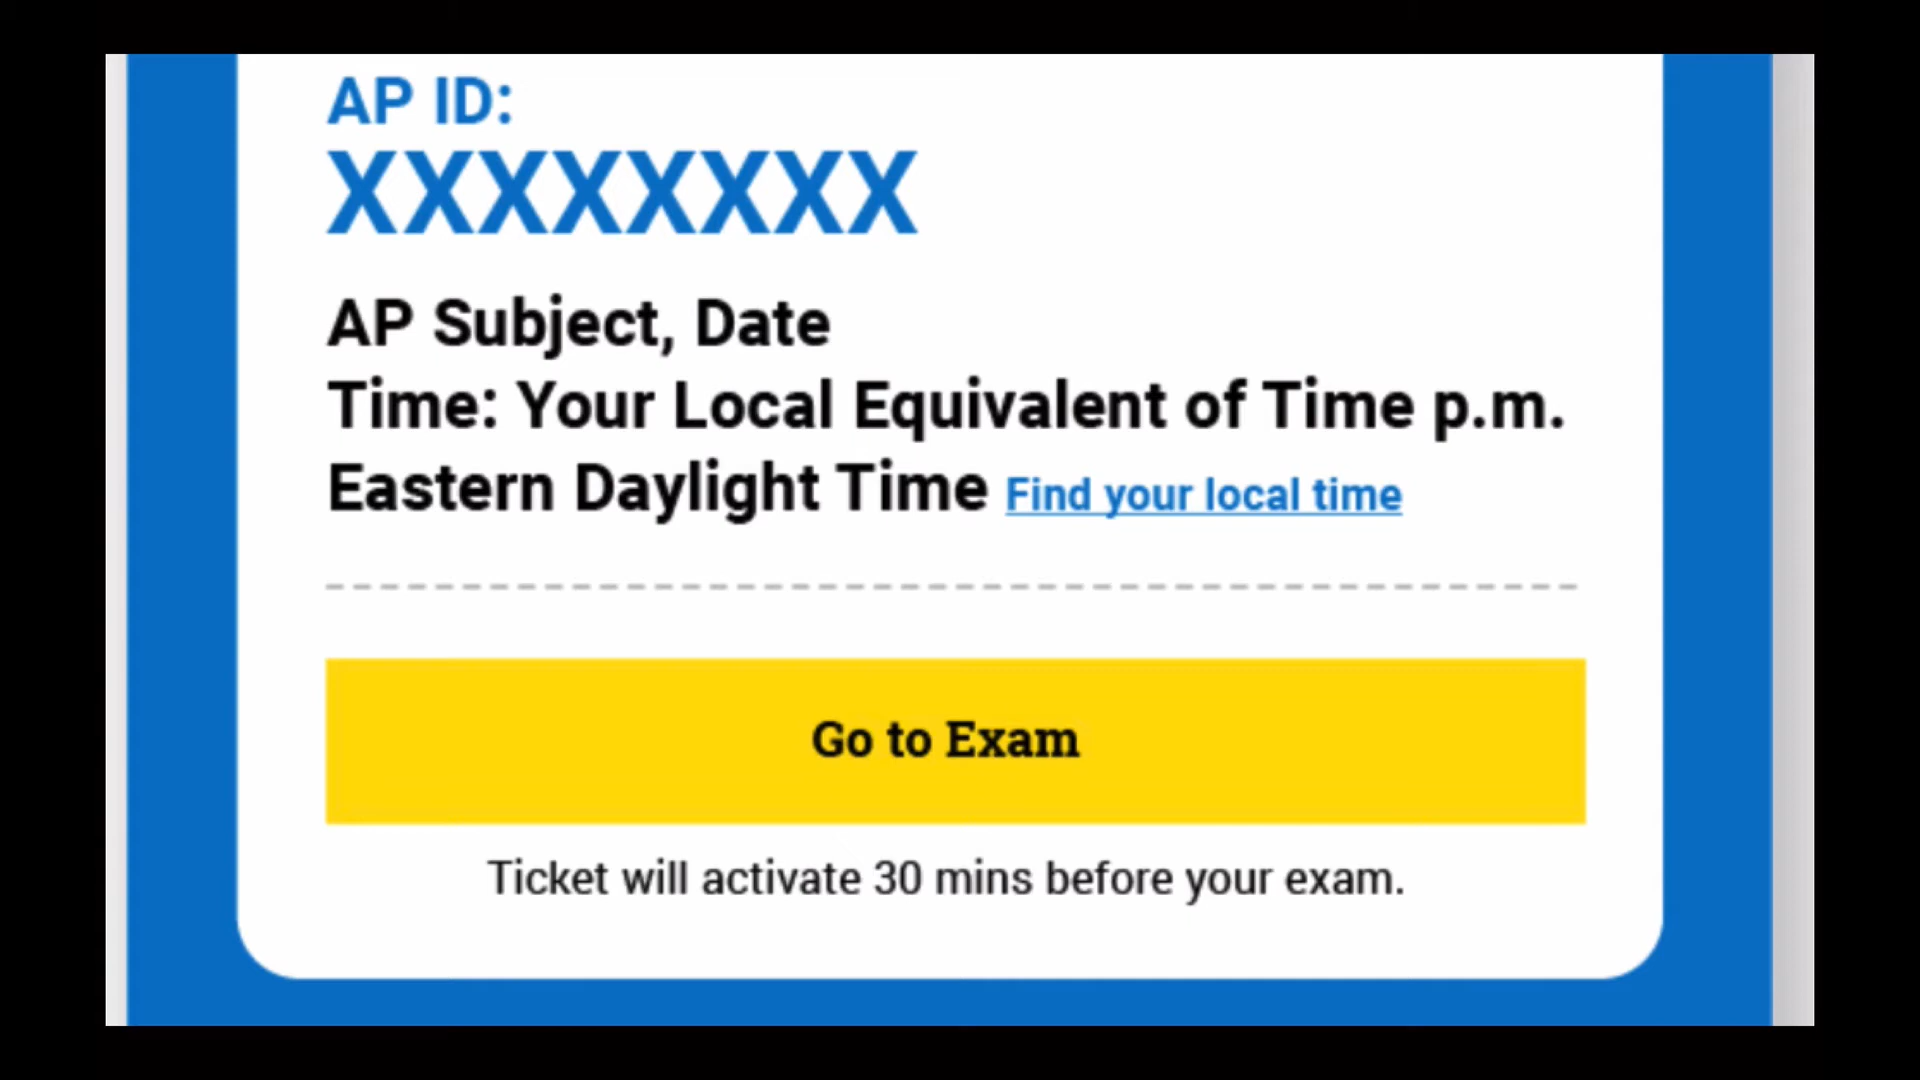 AP ID:
XXXXXXXX
AP Subject, Date
Time: Your Local Equivalent of Time p.m.
Eastern Daylight Time Find your local time
Go to Exam
Ticket will activate 30 mins before your exam.